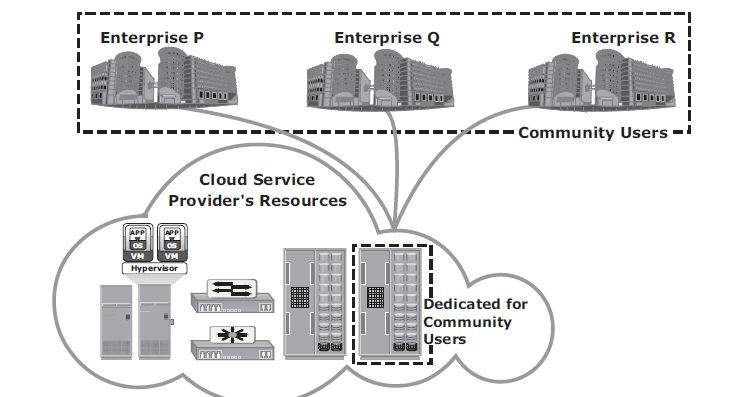 Enterprise P
Enterprise Q
Enterprise R
Community Users
Cloud Service
Provider's Resources
APP
APP
OS
OS
VM
VM
Hypervisor
Dedicated for
Community
Users